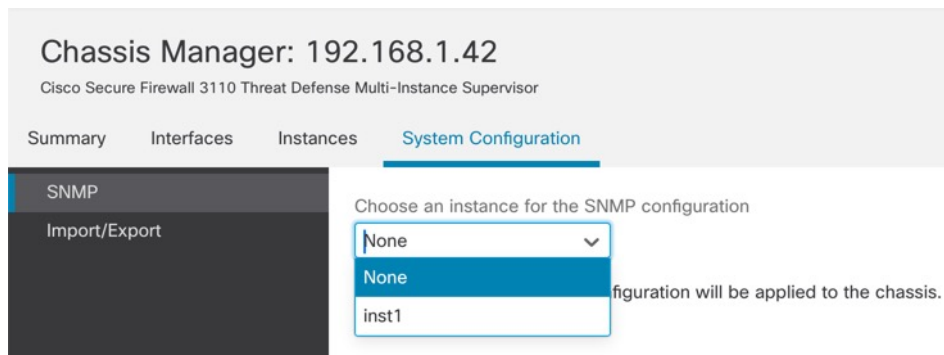 Chassis Manager: 192.168.1.42
Cisco Secure Firewall 3110 Threat Defense Multi-Instance Supervisor
Summary Interfaces Instances System Configuration
SNMP
Import/Export
Choose an instance for the SNMP configuration
None
None
inst1
figuration will be applied to the chassis.